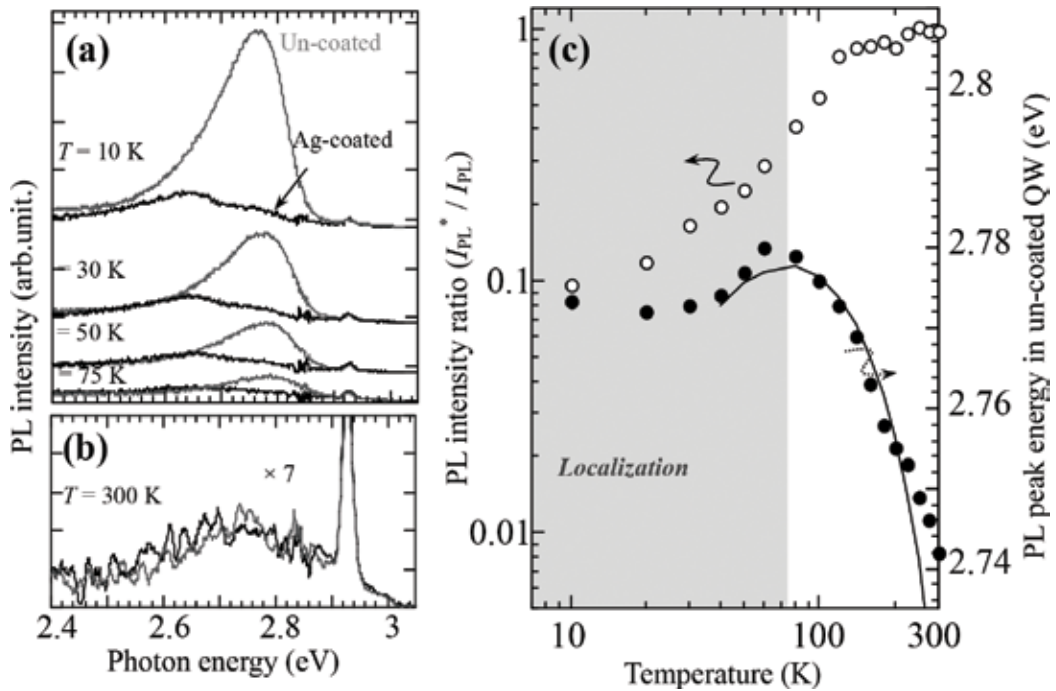 (a)
Un-coated
Ag-coated
T = 10 K
= 30 K
= 50 K
= 75 K
PL intensity (arb.unit.)
(b)
× 7
T = 300 K
2.4
2.6
2.8
3
Photon energy (eV)
(c)
1
0.1
0.01
PL intensity ratio (I_PL* / I_PL)
Localization
10
100
300
Temperature (K)
2.8
2.78
2.76
2.74
PL peak energy in un-coated QW (eV)